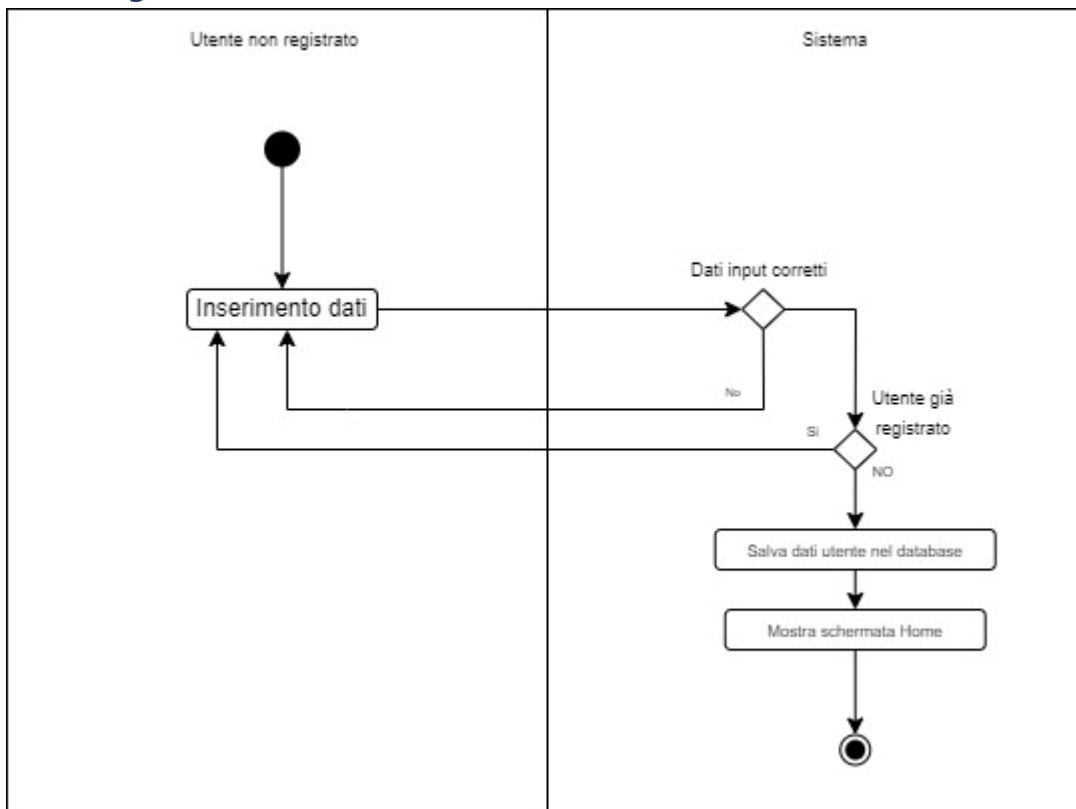 Utente non registrato
Sistema
Dati input corretti
Inserimento dati
No
Utente già
registrato
Si
NO
Salva dati utente nel database
Mostra schermata Home